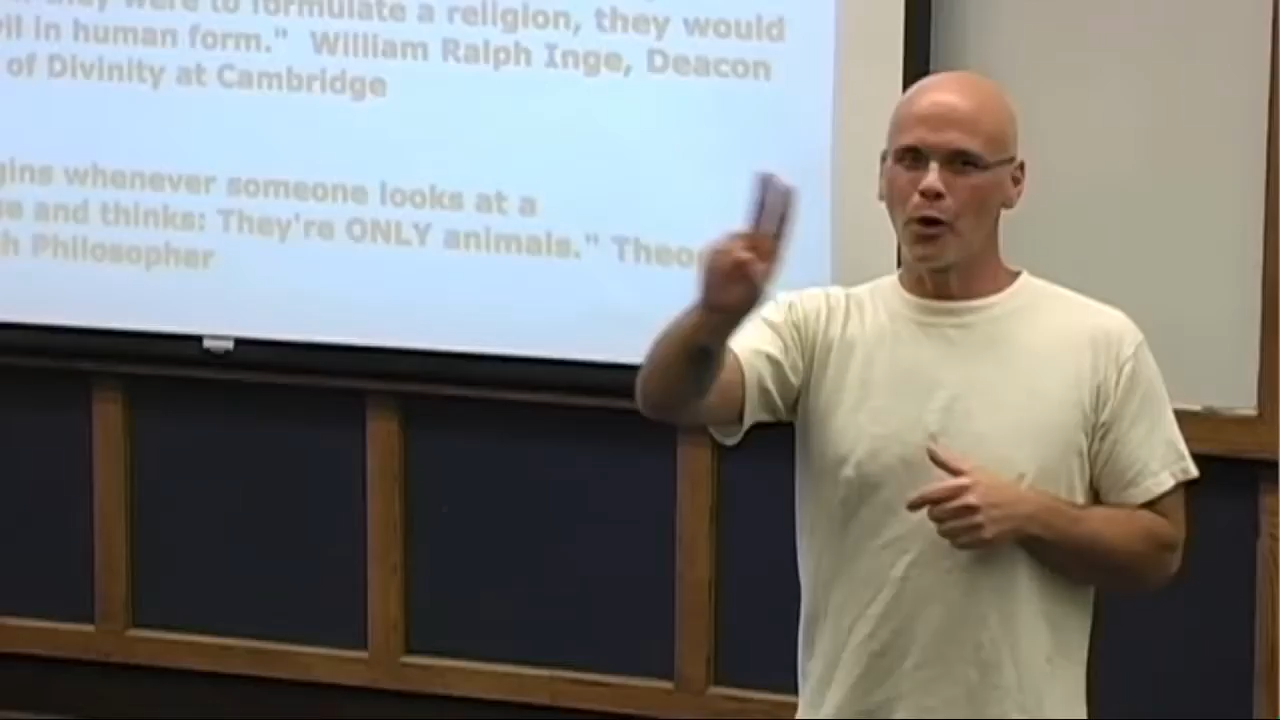 they were to formulate a religion, they would
il in human form." William Ralph Inge, Deacon
of Divinity at Cambridge
gins whenever someone looks at a
e and thinks: They're ONLY animals." Theo
h Philosopher